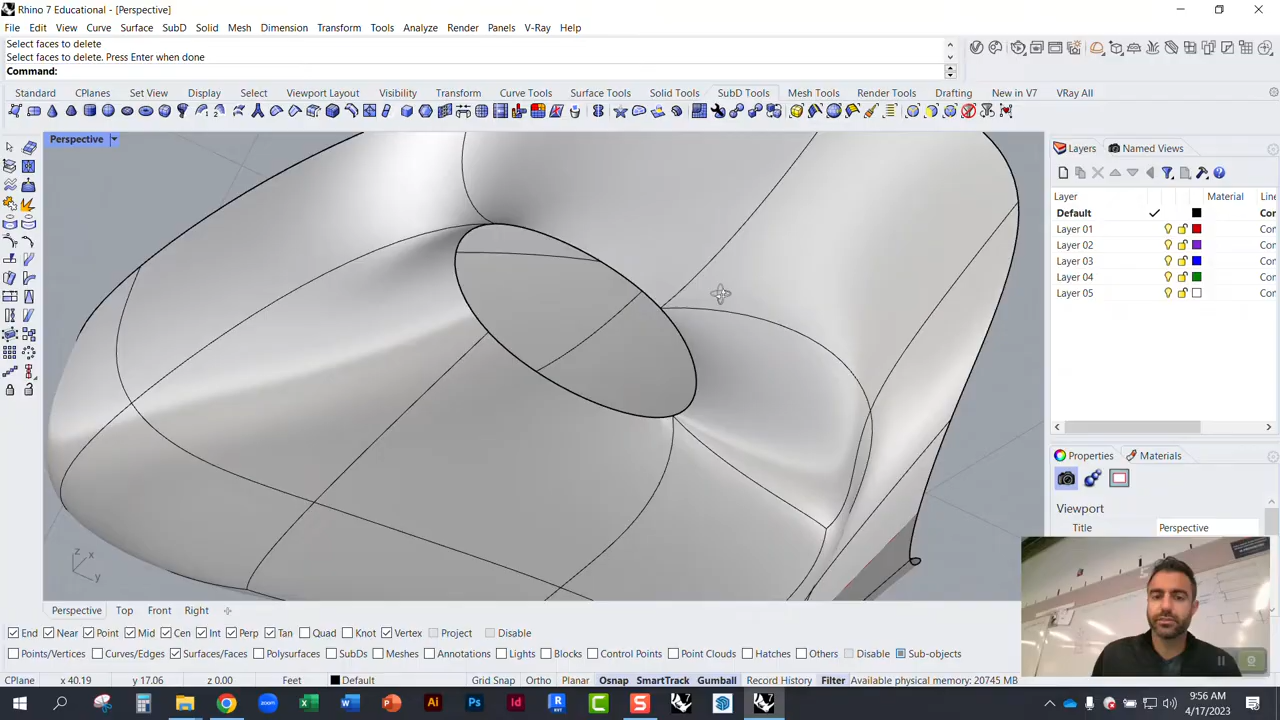 Rhino 7 Educational - [Perspective]
File Edit View Curve Surface SubD Solid Mesh Dimension Transform Tools Analyze Render Panels V-Ray Help
Select faces to delete
Select faces to delete. Press Enter when done
Command:
Standard CPlanes Set View Display Select Viewport Layout Visibility Transform Curve Tools Surface Tools Solid Tools SubD Tools Mesh Tools Render Tools Drafting New in V7 VRay All
Perspective
Layers Named Views
Layer Material Line
Default Cor
Layer 01 Cor
Layer 02 Cor
Layer 03 Cor
Layer 04 Cor
Layer 05 Cor
Properties Materials
Viewport
Title Perspective
z x
y
Perspective Top Front Right
End Near Point Mid Cen Int Perp Tan Quad Knot Vertex Project Disable
Points/Vertices Curves/Edges Surfaces/Faces Polysurfaces SubDs Meshes Annotations Lights Blocks Control Points Point Clouds Hatches Others Disable Sub-objects
CPlane x 40.19 y 17.06 z 0.00 Feet Default Grid Snap Ortho Planar Osnap SmartTrack Gumball Record History Filter Available physical memory: 20745 MB
9:56 AM
4/17/2023